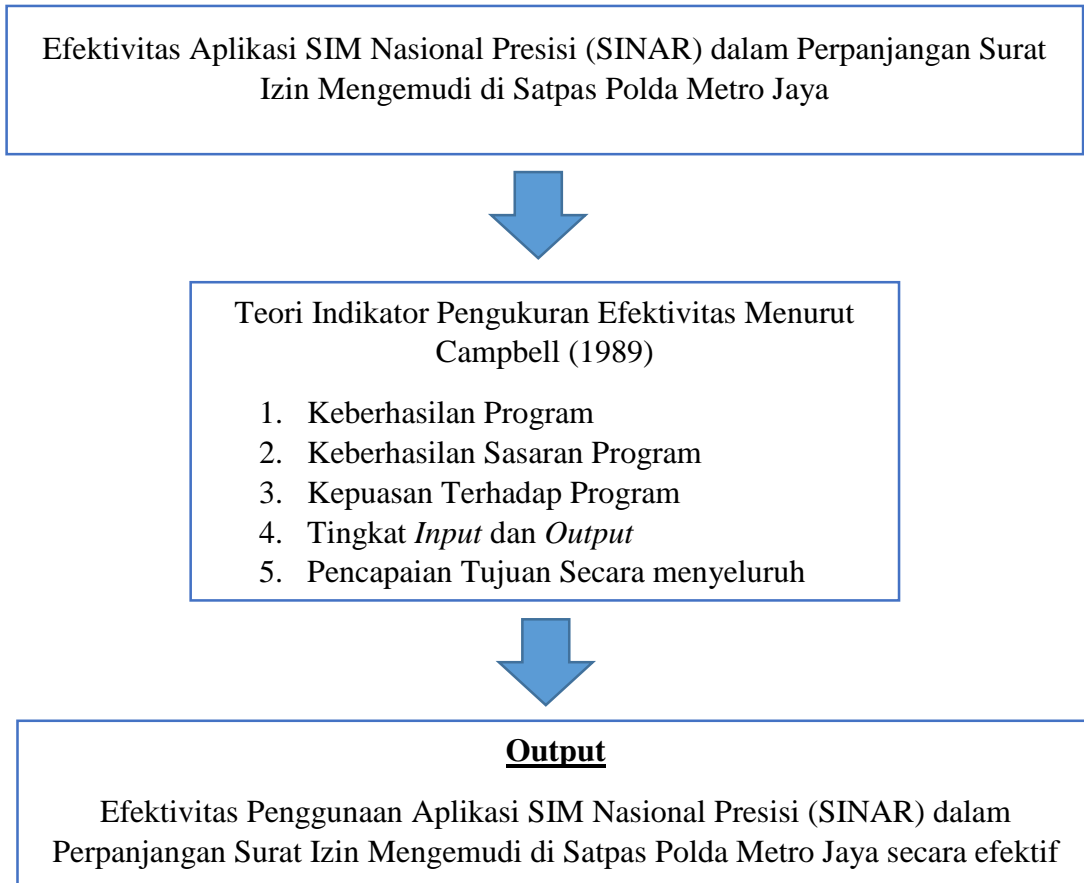 Efektivitas Aplikasi SIM Nasional Presisi (SINAR) dalam Perpanjangan Surat
Izin Mengemudi di Satpas Polda Metro Jaya
Teori Indikator Pengukuran Efektivitas Menurut
Campbell (1989)
1. Keberhasilan Program
2. Keberhasilan Sasaran Program
3. Kepuasan Terhadap Program
4. Tingkat Input dan Output
5. Pencapaian Tujuan Secara menyeluruh
Output
Efektivitas Penggunaan Aplikasi SIM Nasional Presisi (SINAR) dalam
Perpanjangan Surat Izin Mengemudi di Satpas Polda Metro Jaya secara efektif